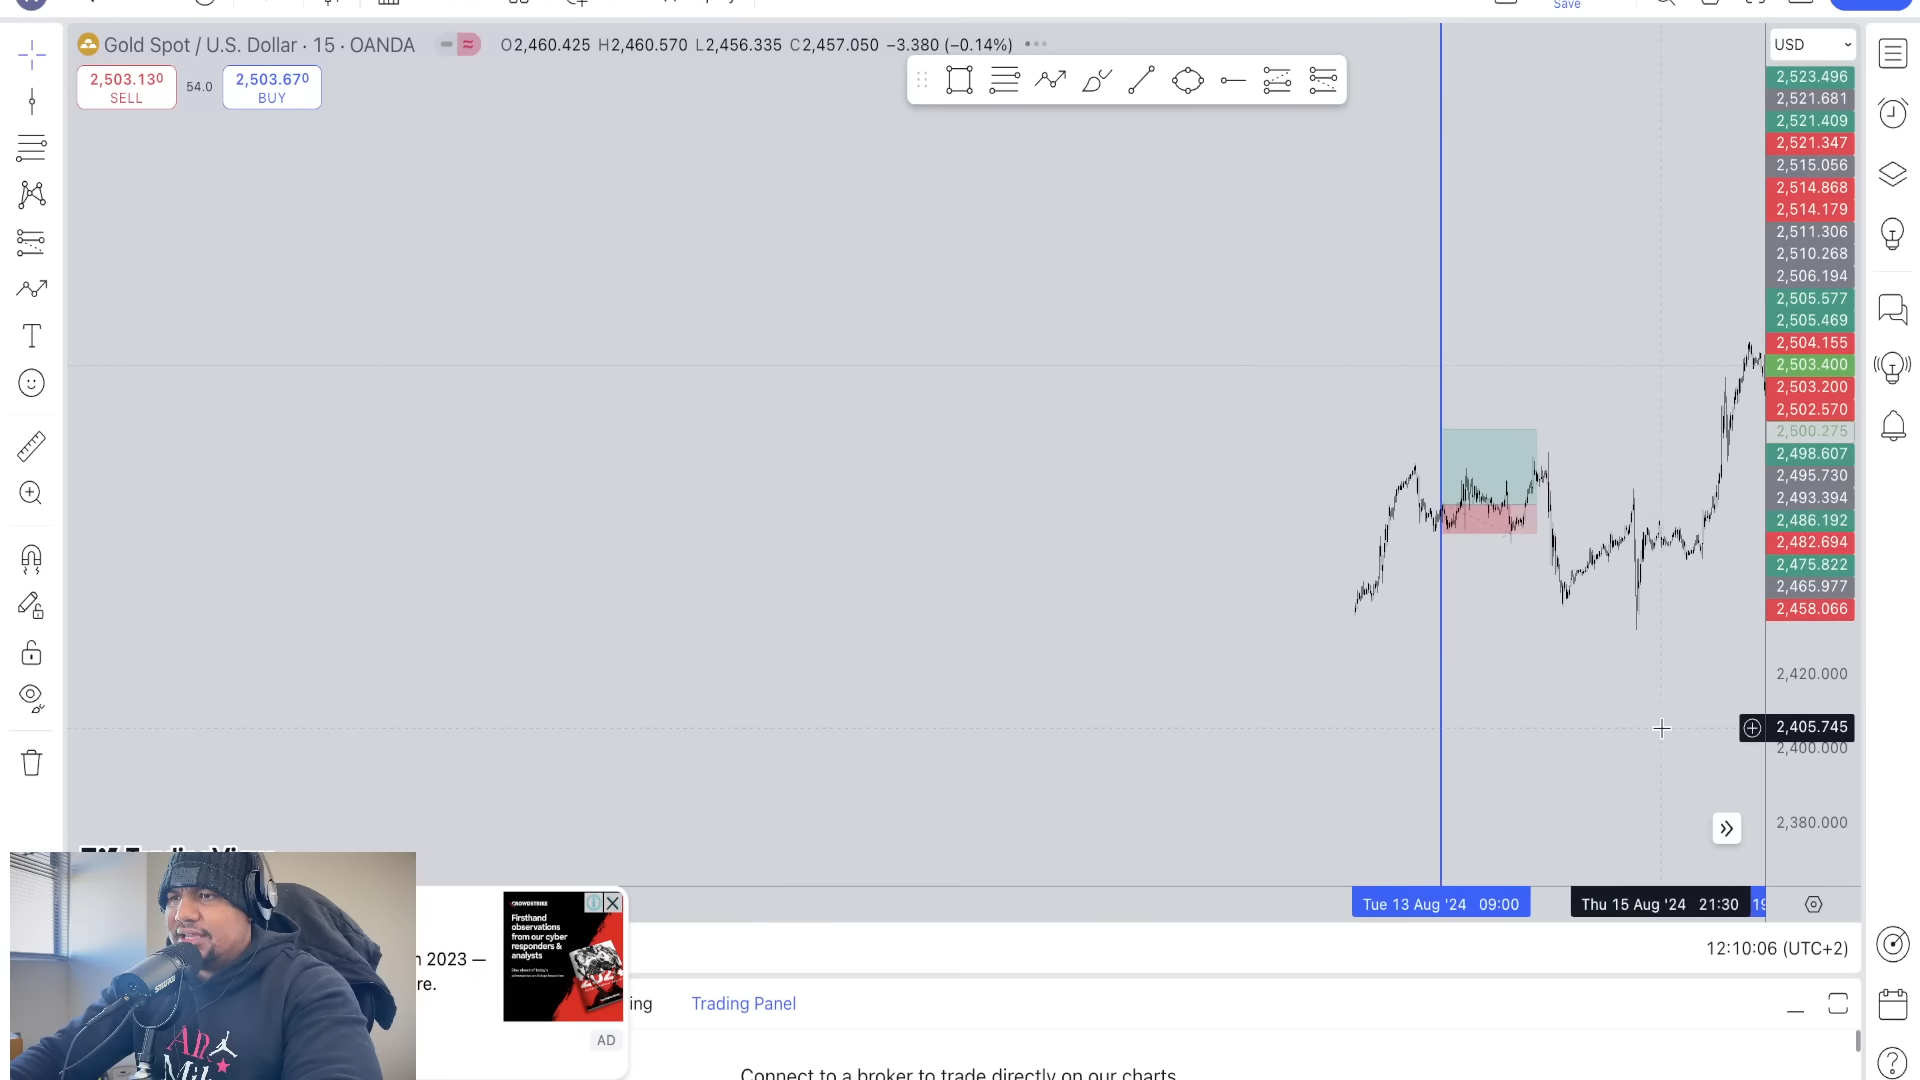 Save
Gold Spot / U.S. Dollar · 15 · OANDA
O2,460.425 H2,460.570 L2,456.335 C2,457.050 −3.380 (−0.14%)
USD
2,503.130
SELL
54.0
2,503.670
BUY
2,523.496
2,521.681
2,521.409
2,521.347
2,515.056
2,514.868
2,514.179
2,511.306
2,510.268
2,506.194
2,505.577
2,505.469
2,504.155
2,503.400
2,503.200
2,502.570
2,500.275
2,498.607
2,495.730
2,493.394
2,486.192
2,482.694
2,475.822
2,465.977
2,458.066
2,420.000
2,405.745
2,400.000
2,380.000
Tue 13 Aug '24 09:00
Thu 15 Aug '24 21:30
12:10:06 (UTC+2)
2023 —
re.
CROWDSTRIKE
Firsthand
observations
from our cyber
responders &
analysts
AD
ing
Trading Panel
SHURE
Connect to a broker to trade directly on our charts